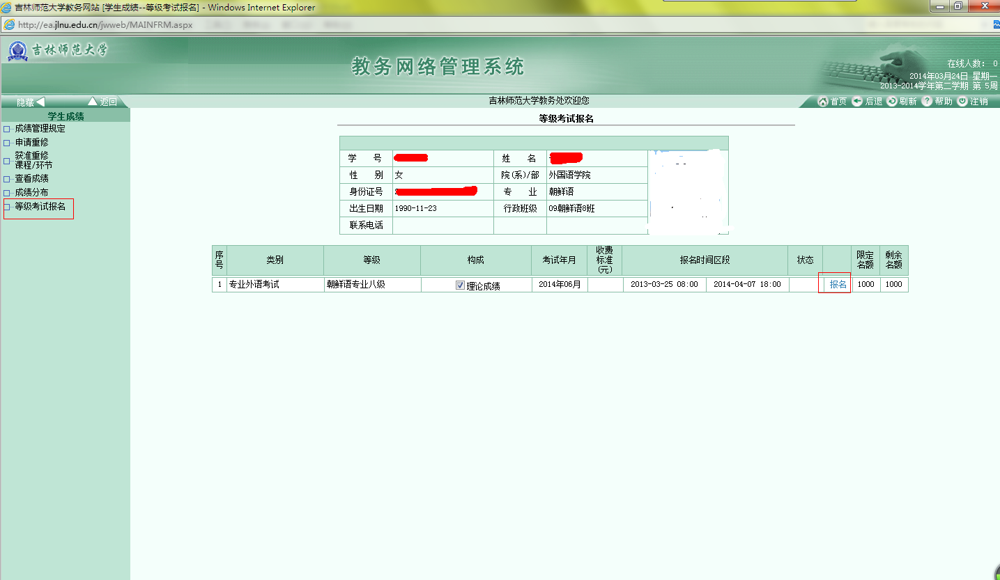 吉林师范大学教务网站 [学生成绩--等级考试报名] - Windows Internet Explorer
http://ea.jlnu.edu.cn/jwweb/MAINFRM.aspx
吉林师范大学
教务网络管理系统
在线人数: 0
2014年03月24日 星期一
2013-2014学年第二学期 第 5周
隐藏 返回
吉林师范大学教务处欢迎您
首页 后退 刷新 帮助 注销
学生成绩
成绩管理规定
申请重修
获准重修
课程/环节
查看成绩
成绩分布
等级考试报名
等级考试报名
学 号 姓 名
性 别 女 院(系)/部 外国语学院
身份证号 专 业 朝鲜语
出生日期 1990-11-23 行政班级 09朝鲜语8班
联系电话
序号 类别 等级 构成 考试年月 收费标准(元) 报名时间区段 状态 限定名额 剩余名额
1 专业外语考试 朝鲜语专业八级 理论成绩 2014年06月 2013-03-25 08:00 2014-04-07 18:00 报名 1000 1000